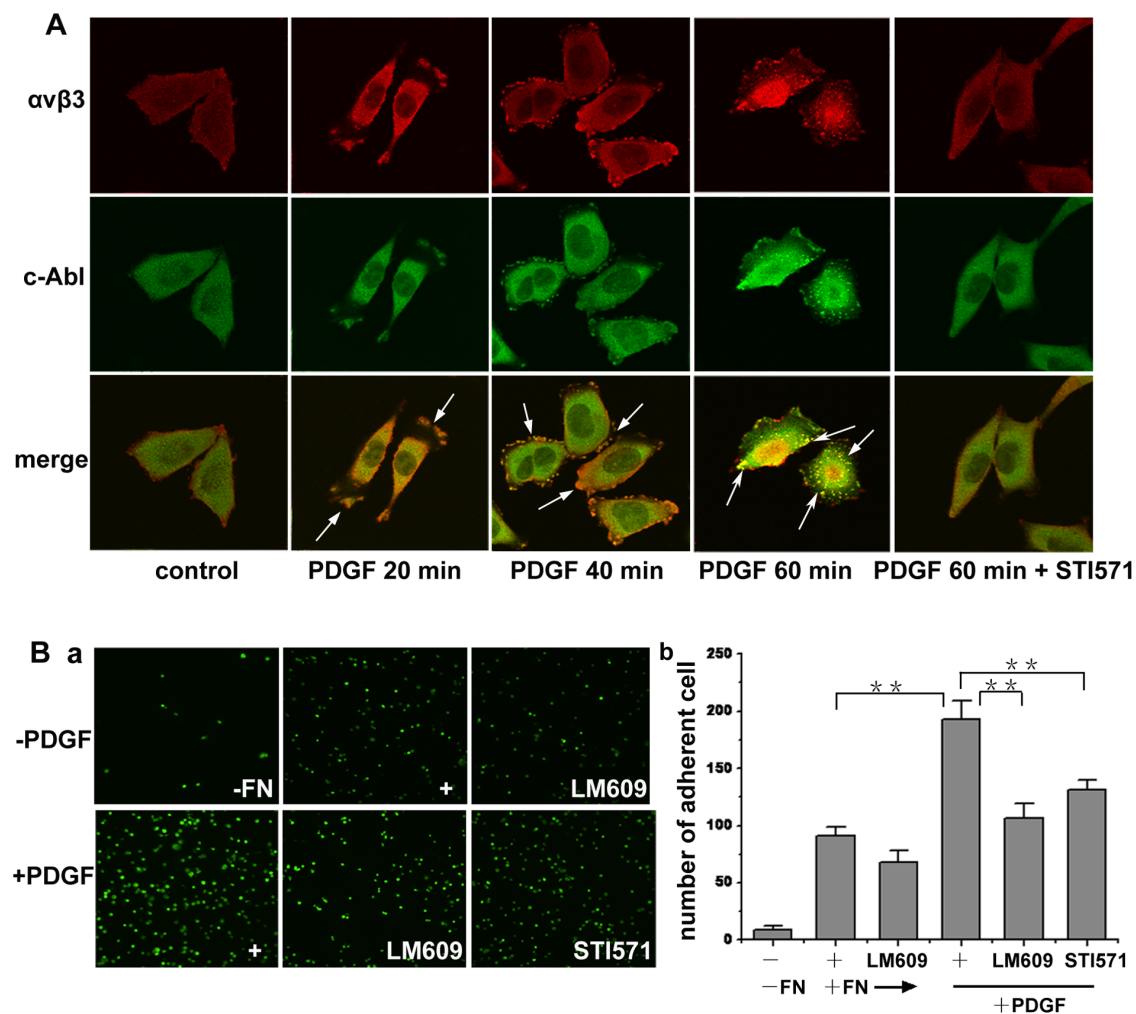 A
αvβ3
c-Abl
merge
control
PDGF 20 min
PDGF 40 min
PDGF 60 min
PDGF 60 min + STI571
B a
-PDGF
-FN
+
LM609
+PDGF
+
LM609
STI571
b
number of adherent cell
250
200
150
100
50
0
** 
**
**
− + LM609 + LM609 STI571
−FN +FN
+PDGF